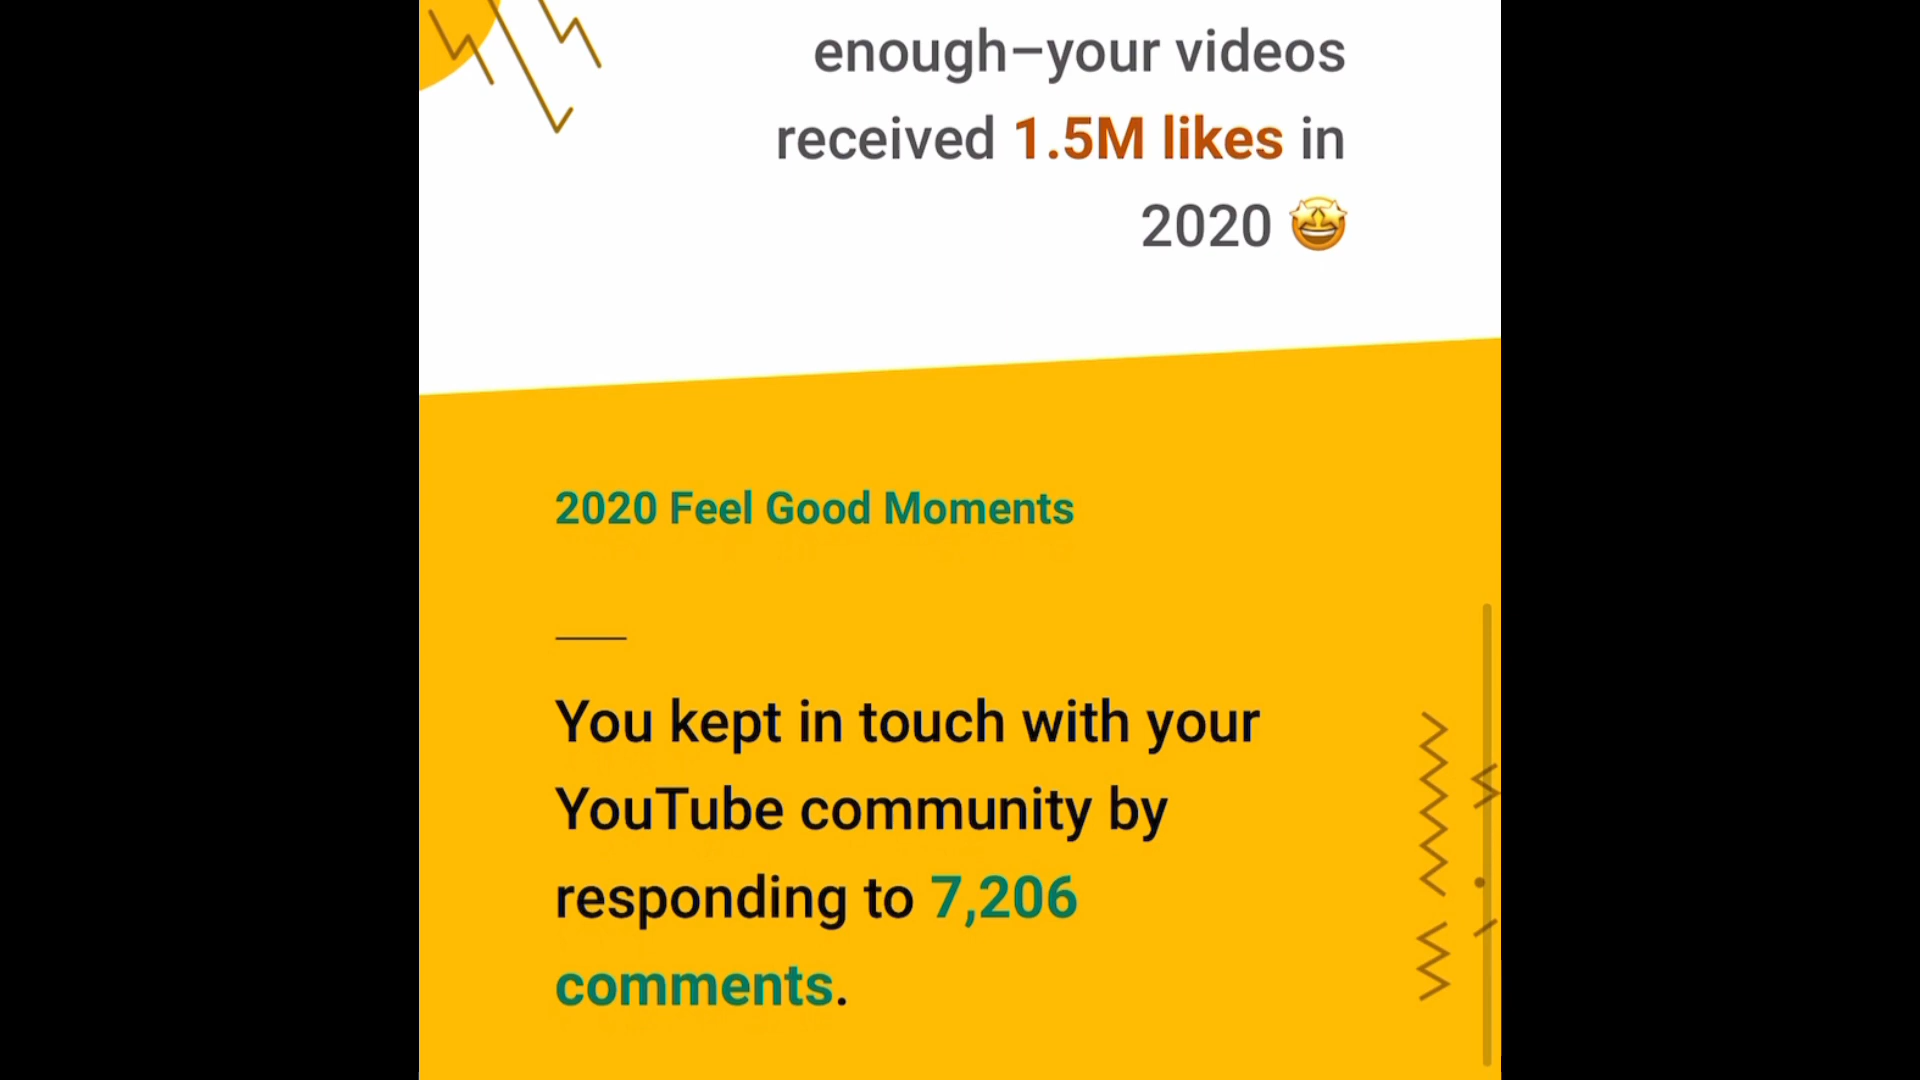 enough–your videos
received 1.5M likes in
2020 🤩
2020 Feel Good Moments
You kept in touch with your
YouTube community by
responding to 7,206
comments.